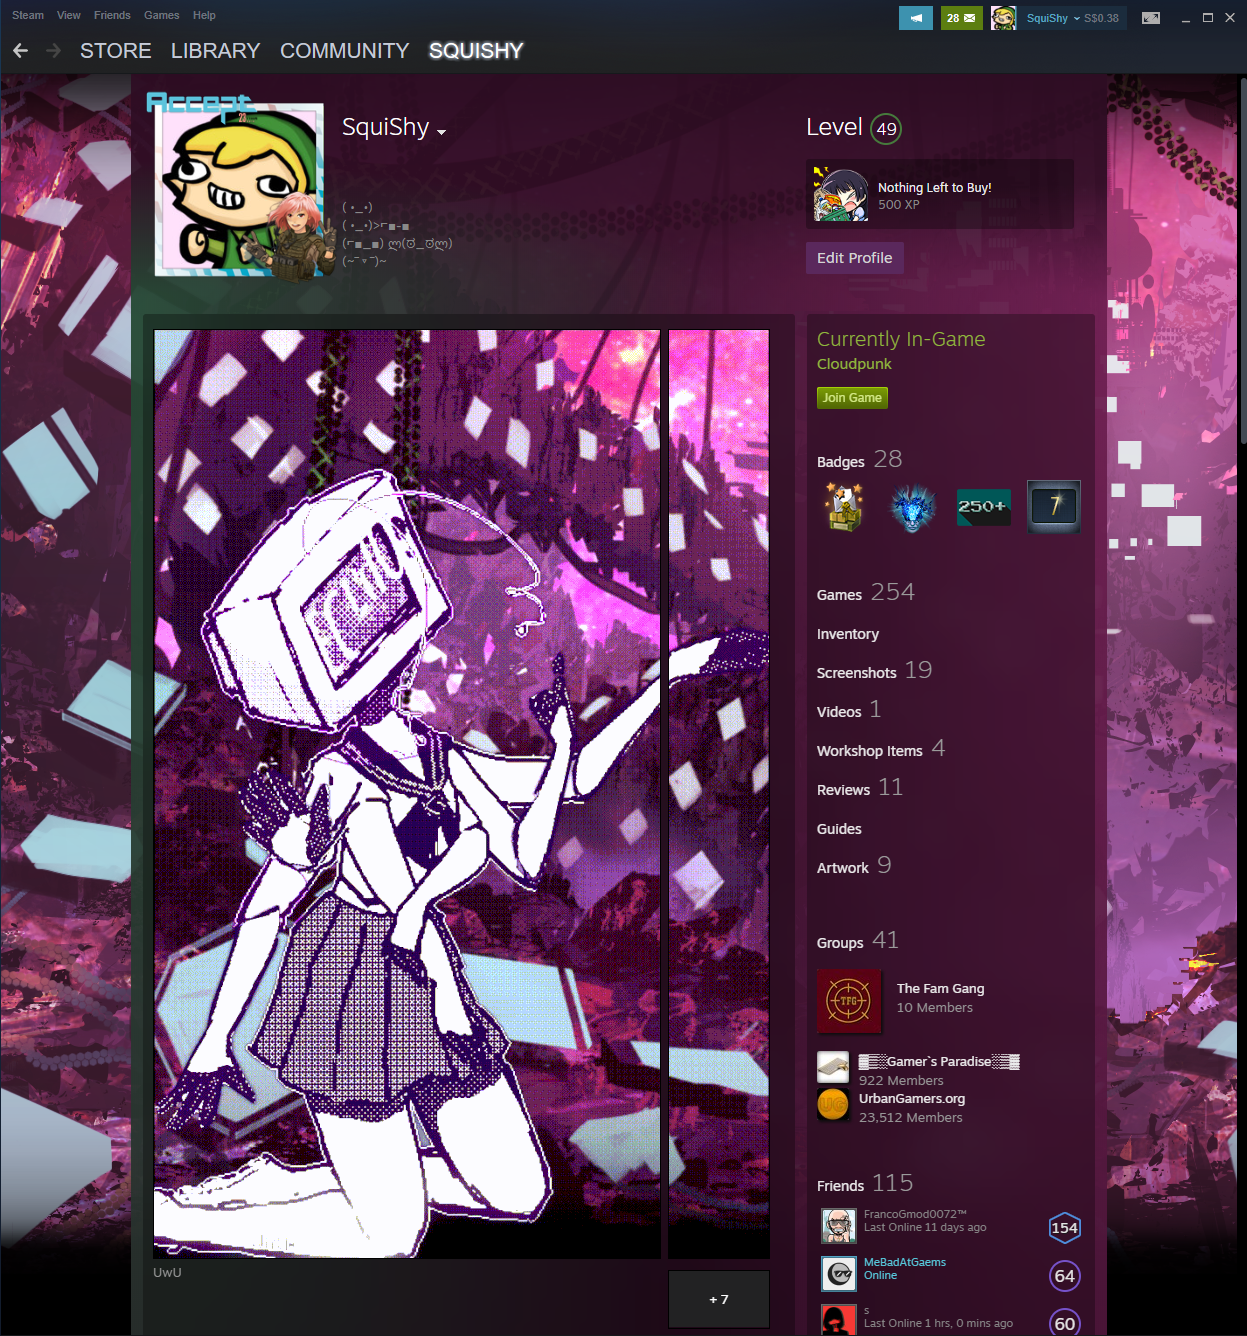 Steam View Friends Games Help
28
SquiShy S$0.38
STORE LIBRARY COMMUNITY SQUISHY
Accept
23
SquiShy
Level 49
Nothing Left to Buy!
500 XP
( •_•)
( •_•)>⌐■-■
(⌐■_■) ლ(ಠ_ಠლ)
(~˘▾˘)~
Edit Profile
Currently In-Game
Cloudpunk
Join Game
Badges 28
250+
7
Games 254
Inventory
Screenshots 19
Videos 1
Workshop Items 4
Reviews 11
Guides
Artwork 9
Groups 41
TFG
The Fam Gang
10 Members
▓▒░Gamer`s Paradise░▒▓
922 Members
UG
UrbanGamers.org
23,512 Members
Friends 115
FrancoGmod0072™
Last Online 11 days ago
154
MeBadAtGaems
Online
64
s
Last Online 1 hrs, 0 mins ago
60
UwU
+ 7